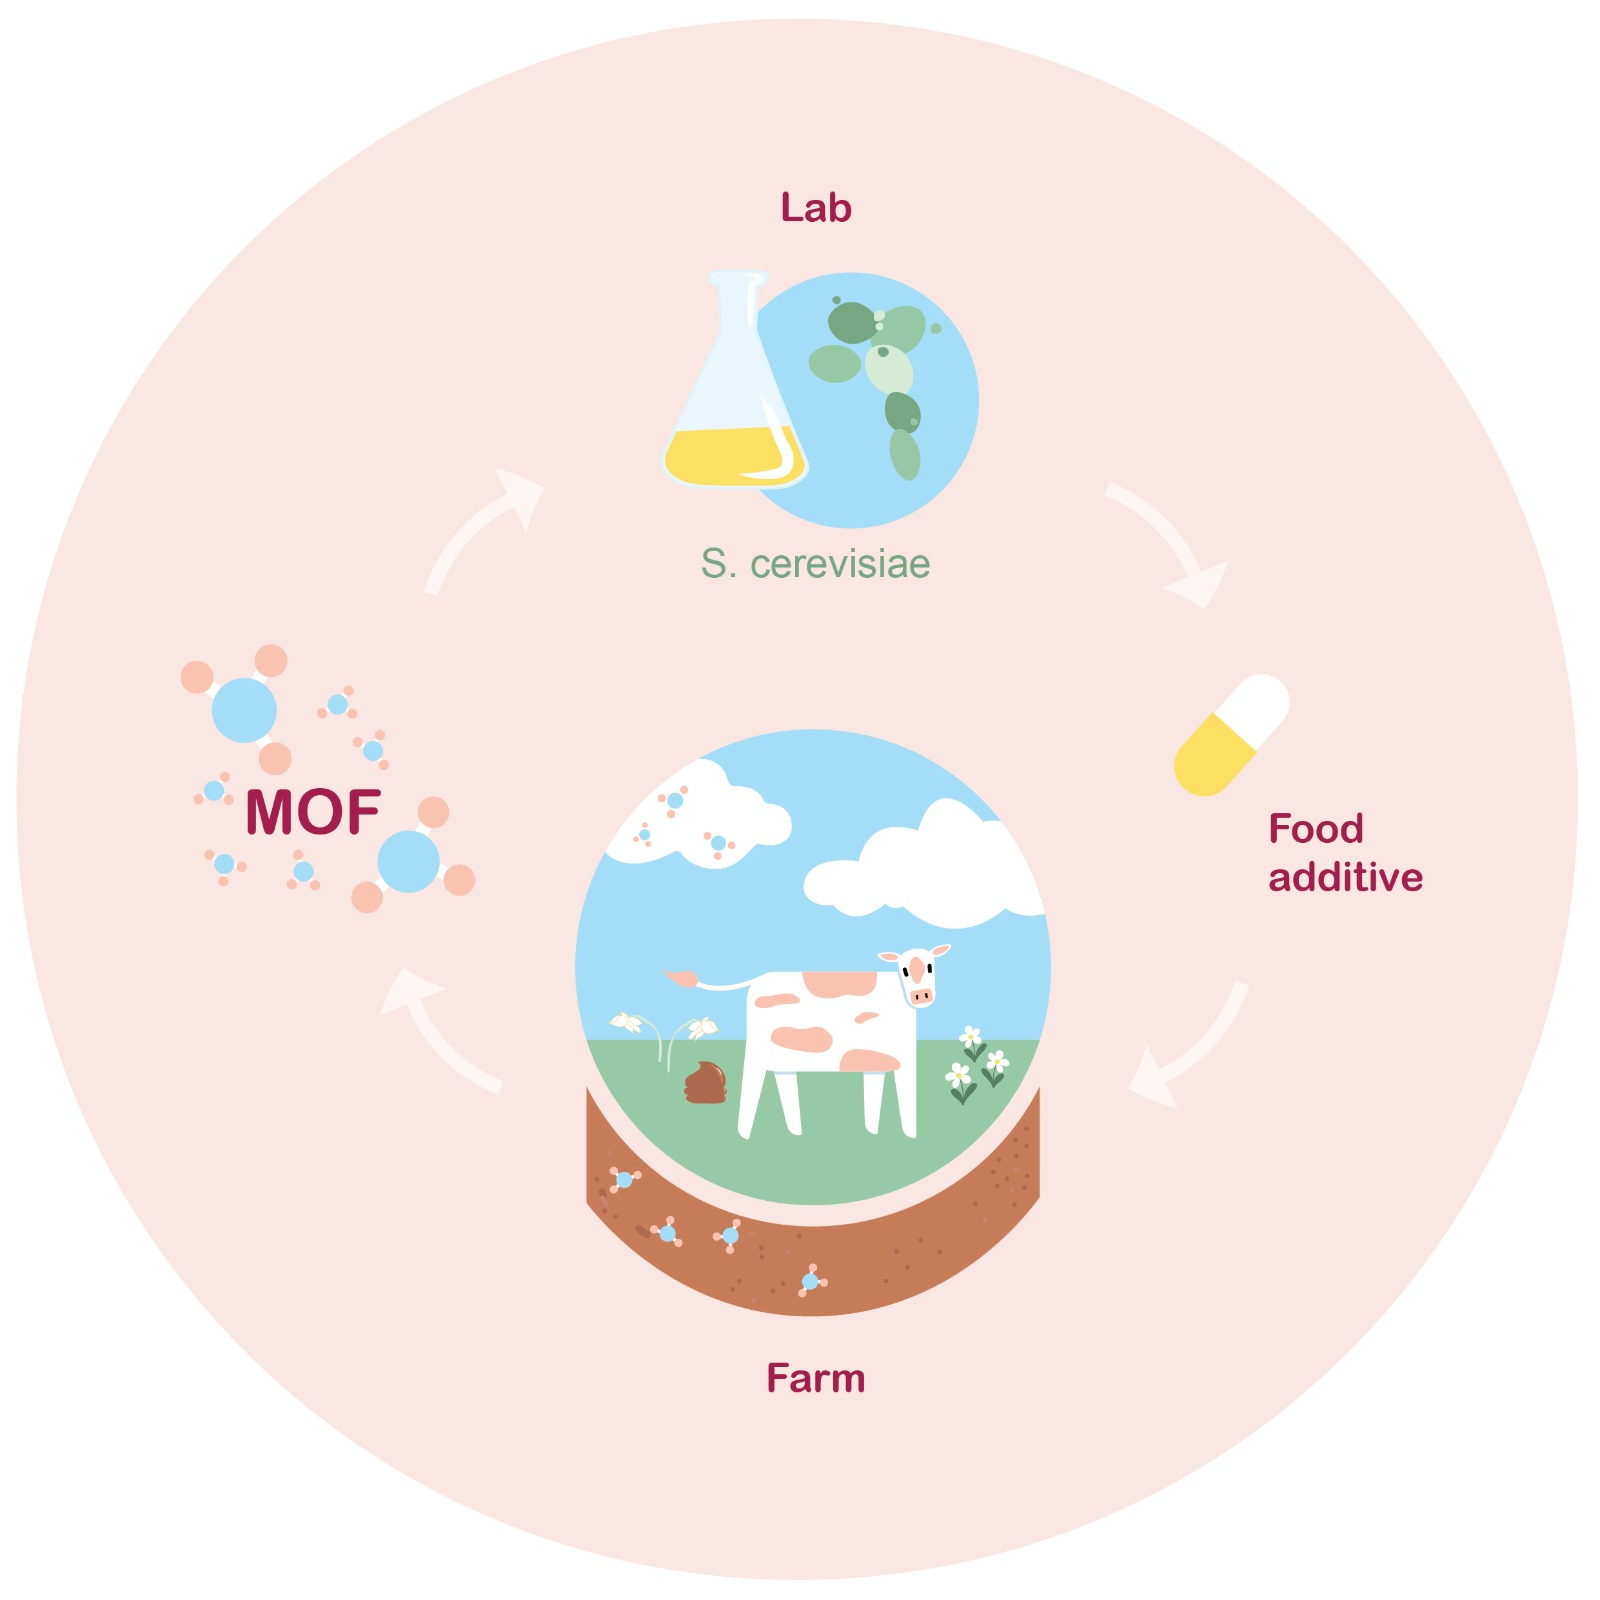 Lab
S. cerevisiae
MOF
Food
additive
Farm